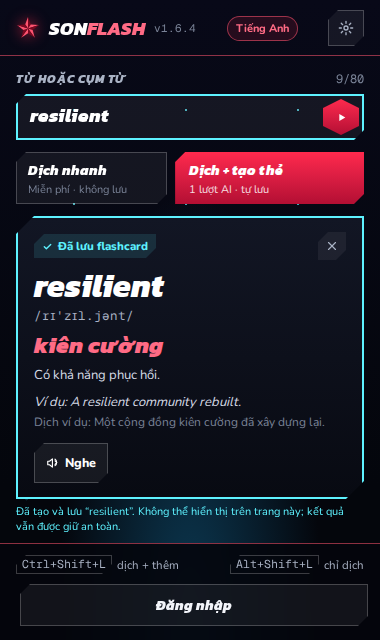 SONFLASH v1.6.4 Tiếng Anh
TỪ HOẶC CỤM TỪ 9/80
resilient
Dịch nhanh
Miễn phí · không lưu
Dịch + tạo thẻ
1 lượt AI · tự lưu
Đã lưu flashcard
resilient
/rɪˈzɪl.jənt/
kiên cường
Có khả năng phục hồi.
Ví dụ: A resilient community rebuilt.
Dịch ví dụ: Một cộng đồng kiên cường đã xây dựng lại.
Nghe
Đã tạo và lưu “resilient”. Không thể hiển thị trên trang này; kết quả
vẫn được giữ an toàn.
Ctrl+Shift+L dịch + thêm Alt+Shift+L chỉ dịch
Đăng nhập